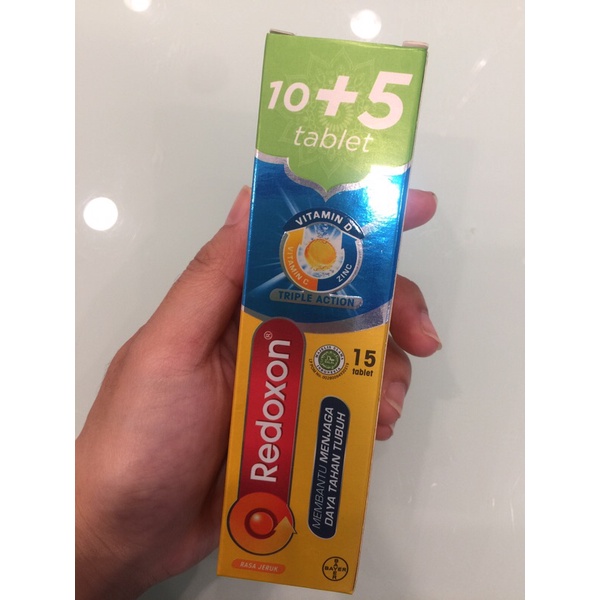 10+5
tablet
VITAMIN D
VITAMIN C
ZINC
TRIPLE ACTION
15
tablet
Redoxon®
MEMBANTU MENJAGA
DAYA TAHAN TUBUH
RASA JERUK
BAYER